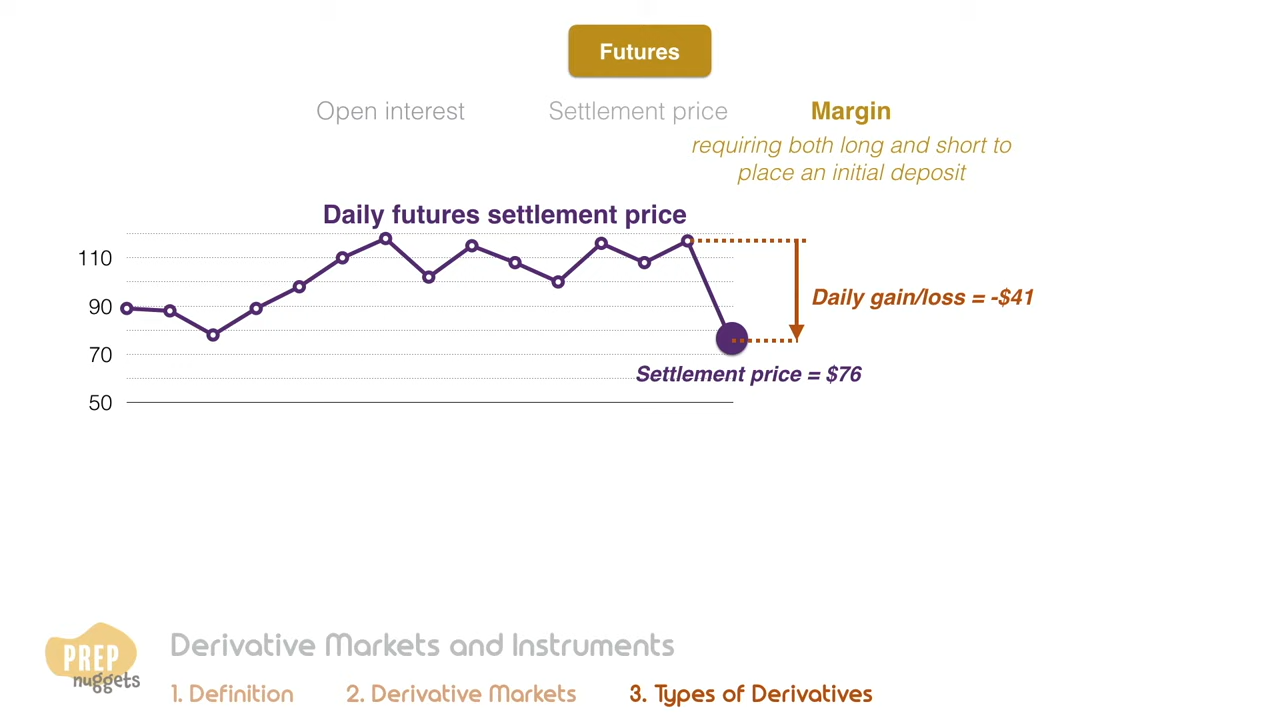 Futures
Open interest
Settlement price
Margin
requiring both long and short to
place an initial deposit
Daily futures settlement price
110
90
70
50
Daily gain/loss = -$41
Settlement price = $76
PREP
nuggets
Derivative Markets and Instruments
1. Definition
2. Derivative Markets
3. Types of Derivatives